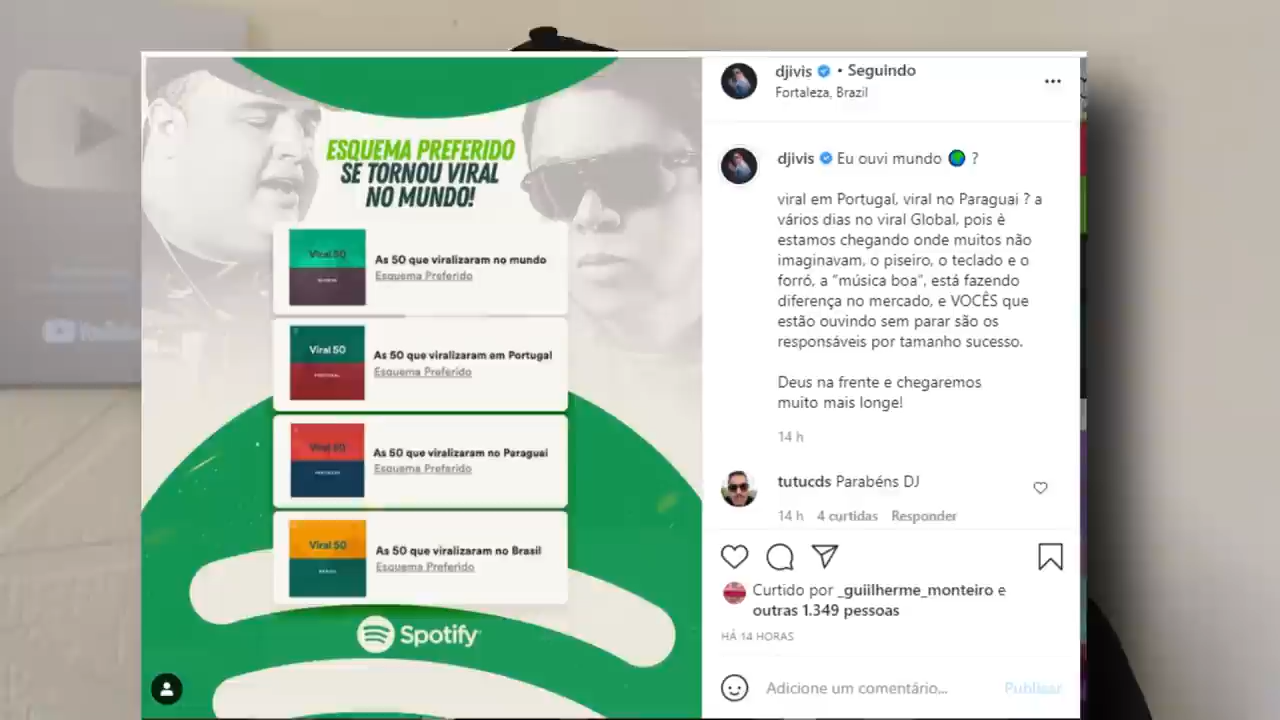 ESQUEMA PREFERIDO
SE TORNOU VIRAL
NO MUNDO!
Viral 50
As 50 que viralizaram no mundo
Esquema Preferido
Viral 50
PORTUGAL
As 50 que viralizaram em Portugal
Esquema Preferido
Viral 50
As 50 que viralizaram no Paraguai
Esquema Preferido
Viral 50
BRASIL
As 50 que viralizaram no Brasil
Esquema Preferido
Spotify
YouTube
djivis • Seguindo
Fortaleza, Brazil
djivis Eu ouvi mundo 🌍 ?
viral em Portugal, viral no Paraguai ? a
vários dias no viral Global, pois è
estamos chegando onde muitos não
imaginavam, o piseiro, o teclado e o
forró, a “música boa”, está fazendo
diferença no mercado, e VOCÊS que
estão ouvindo sem parar são os
responsáveis por tamanho sucesso.
Deus na frente e chegaremos
muito mais longe!
14 h
tutucds Parabéns DJ
14 h 4 curtidas Responder
Curtido por _guiilherme_monteiro e
outras 1.349 pessoas
HÁ 14 HORAS
Adicione um comentário... Publicar